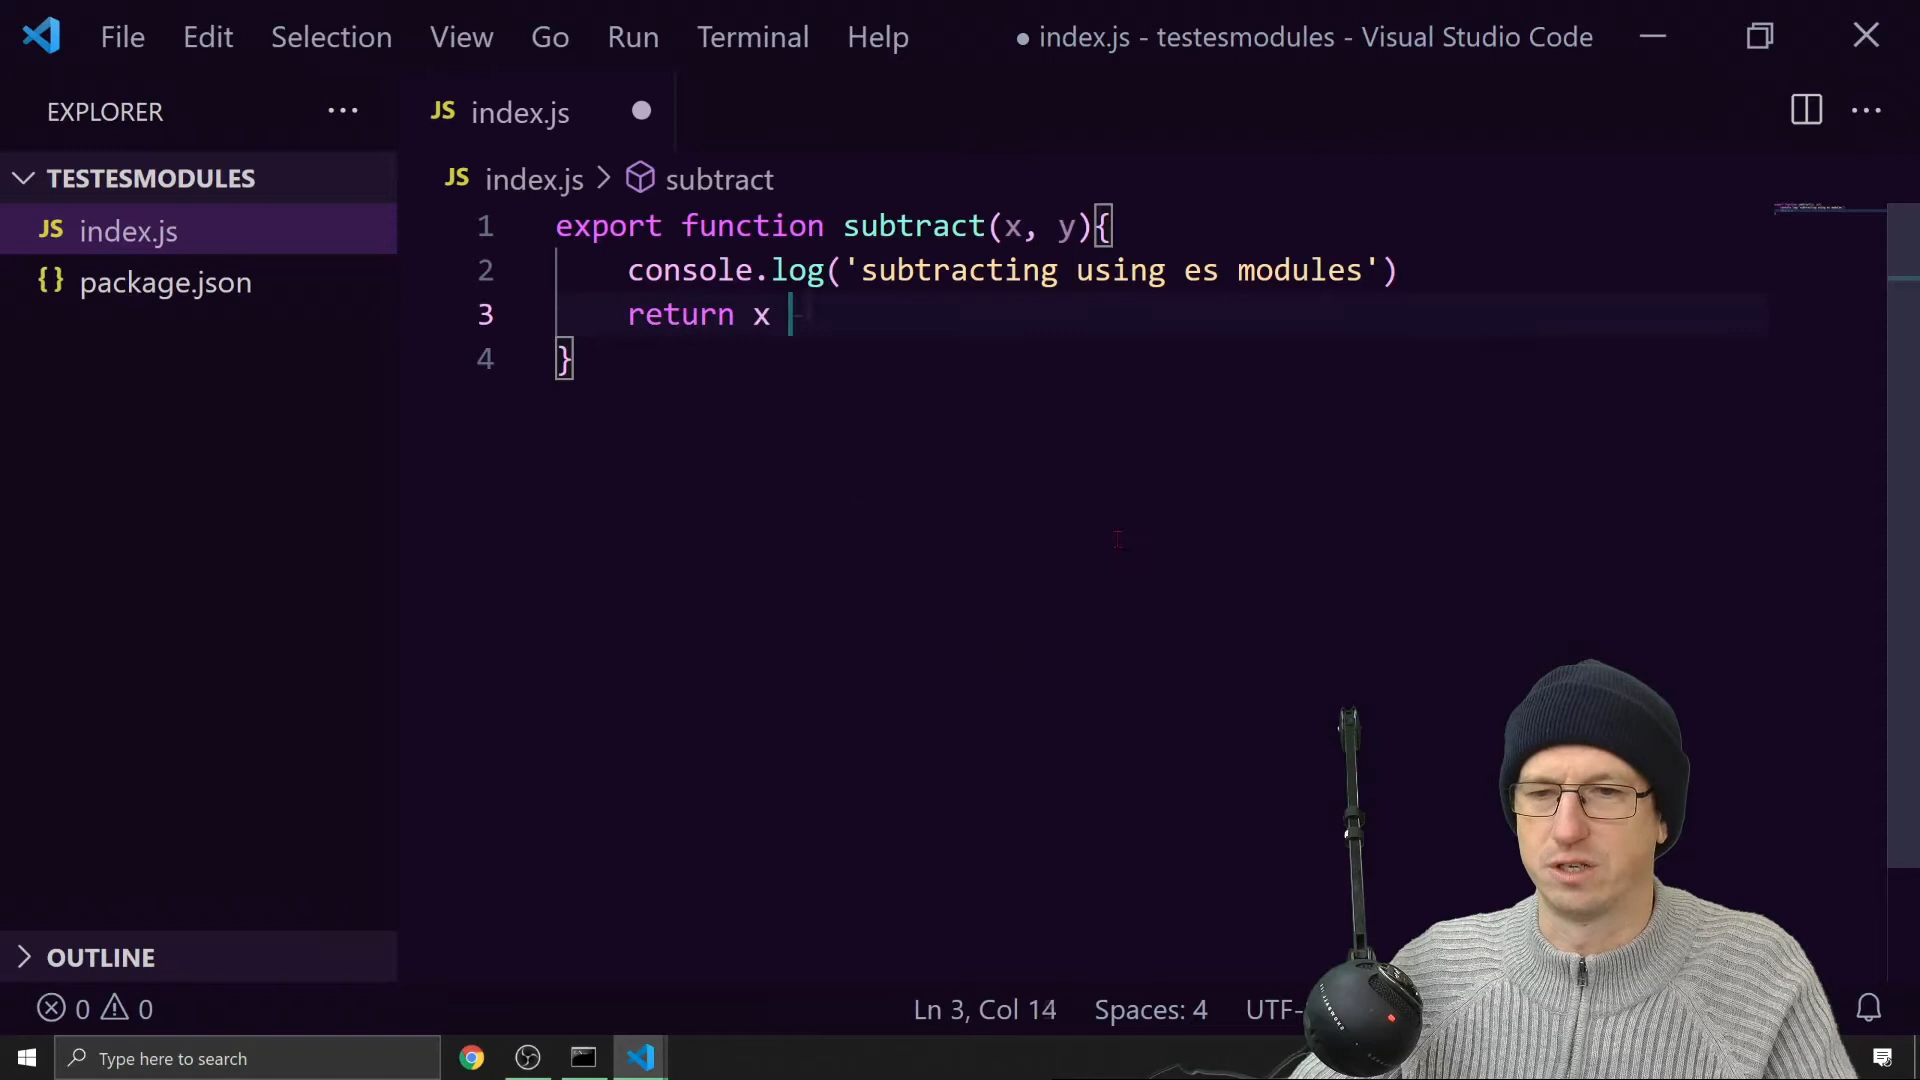 File Edit Selection View Go Run Terminal Help ● index.js - testesmodules - Visual Studio Code
EXPLORER ···
JS index.js ●
TESTESMODULES
JS index.js > subtract
JS index.js
{} package.json
1 export function subtract(x, y){
2 console.log('subtracting using es modules')
3 return x -
4 }
OUTLINE
0 0
Ln 3, Col 14 Spaces: 4 UTF-
Type here to search